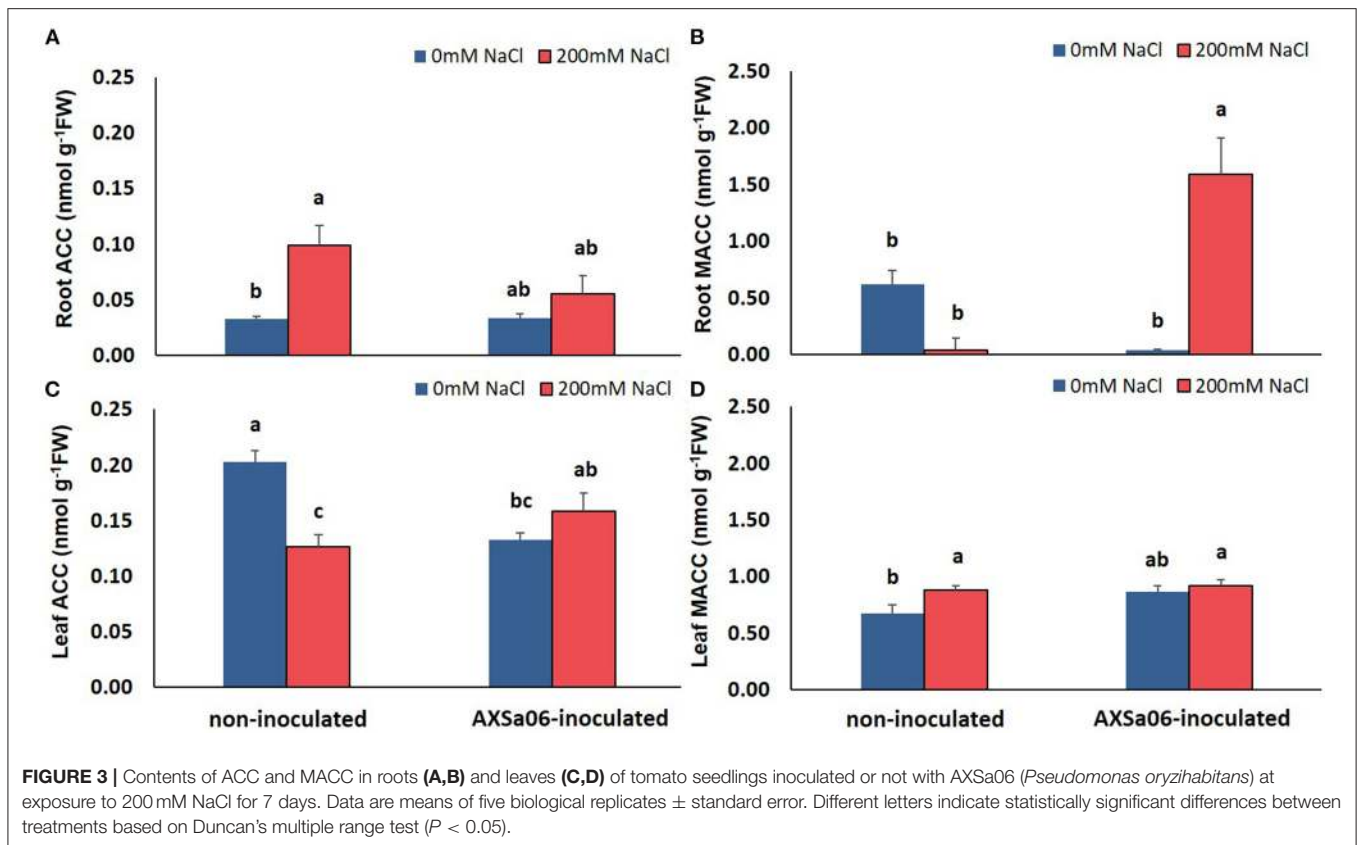 A
0mM NaCl 200mM NaCl
Root ACC (nmol g⁻¹FW)
0.25
0.20
0.15
0.10
0.05
0.00
b
a
ab
ab
B
0mM NaCl 200mM NaCl
Root MACC (nmol g⁻¹FW)
2.50
2.00
1.50
1.00
0.50
0.00
b
b
b
a
C
0mM NaCl 200mM NaCl
Leaf ACC (nmol g⁻¹FW)
0.25
0.20
0.15
0.10
0.05
0.00
a
c
bc
ab
non-inoculated AXSa06-inoculated
D
0mM NaCl 200mM NaCl
Leaf MACC (nmol g⁻¹FW)
2.50
2.00
1.50
1.00
0.50
0.00
b
a
ab
a
non-inoculated AXSa06-inoculated
FIGURE 3 | Contents of ACC and MACC in roots (A,B) and leaves (C,D) of tomato seedlings inoculated or not with AXSa06 (Pseudomonas oryzihabitans) at
exposure to 200 mM NaCl for 7 days. Data are means of five biological replicates ± standard error. Different letters indicate statistically significant differences between
treatments based on Duncan's multiple range test (P < 0.05).